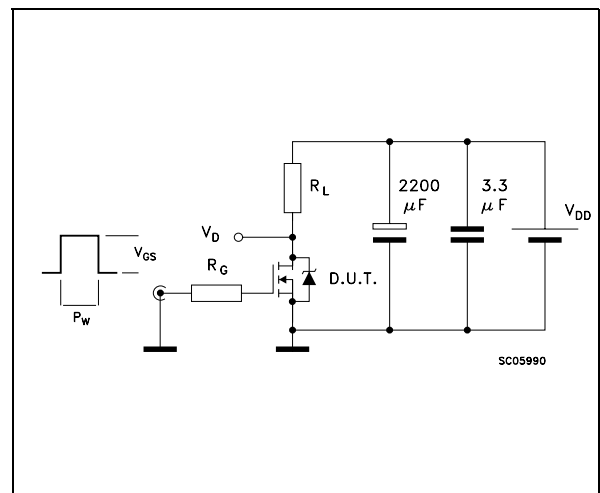 R_L
2200
μF
3.3
μF
V_DD
V_D
V_GS
R_G
D.U.T.
P_W
SC05990